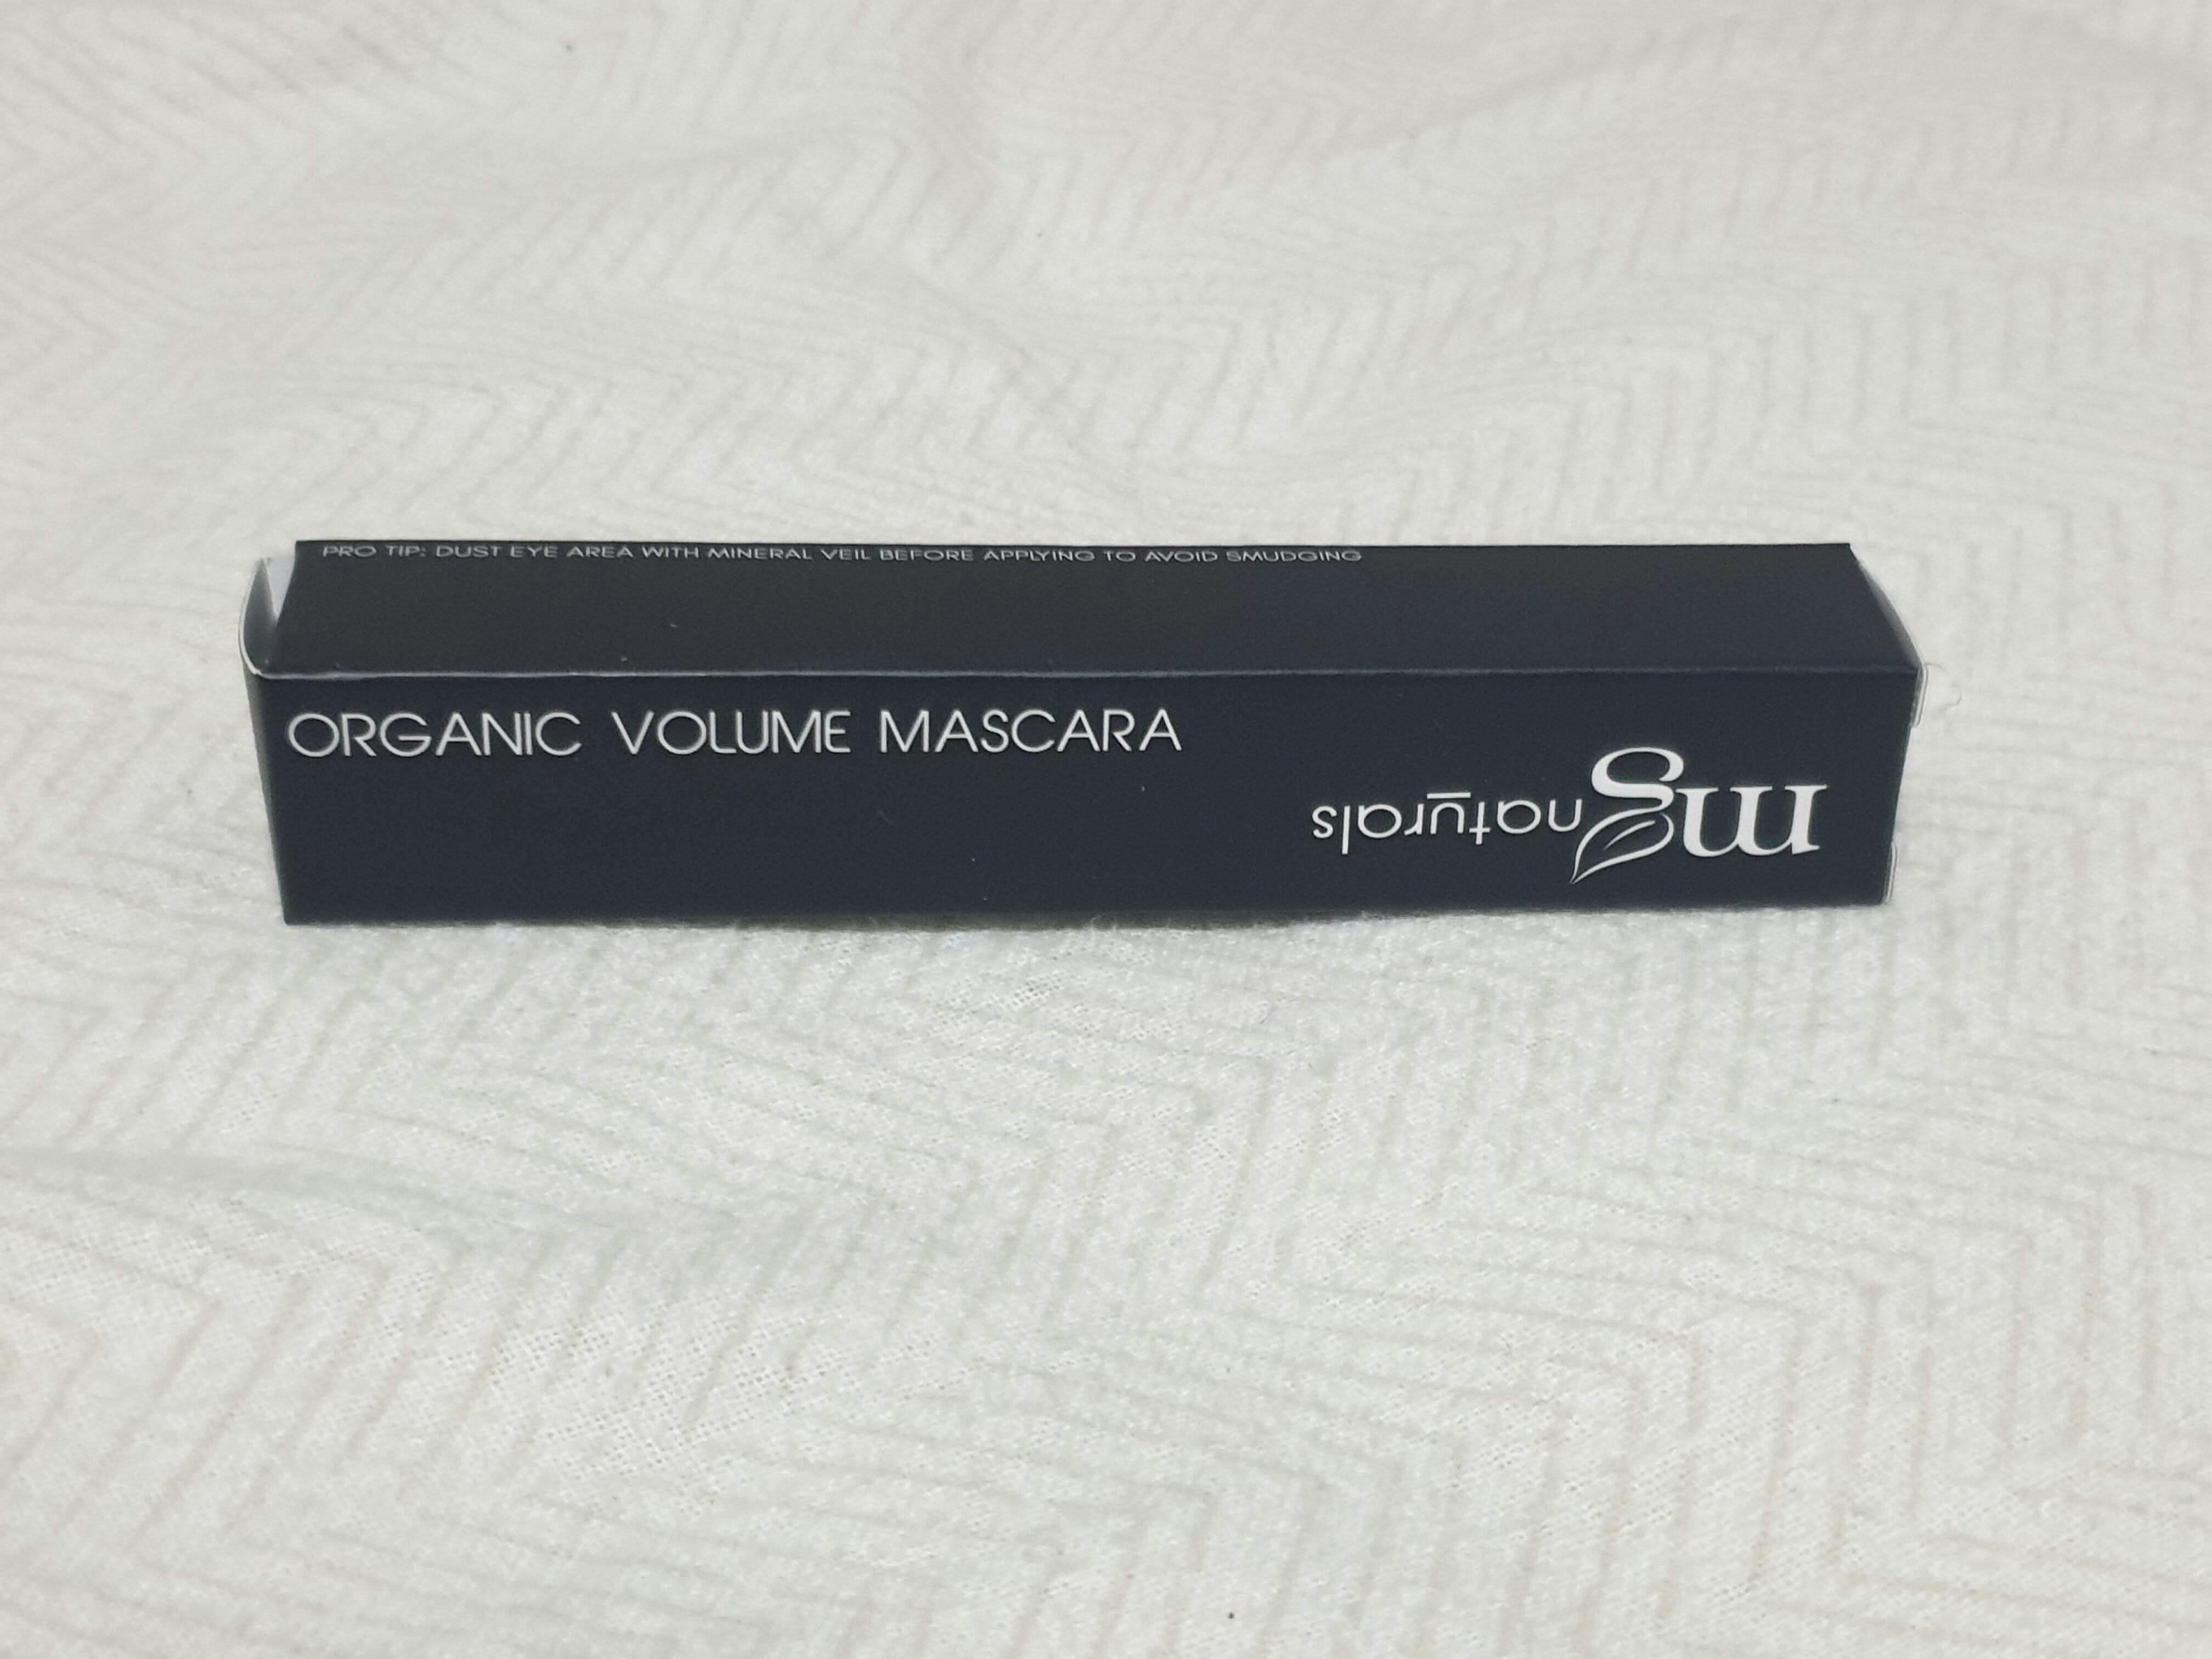 PRO TIP: DUST EYE AREA WITH MINERAL VEIL BEFORE APPLYING TO AVOID SMUDGING
ORGANIC VOLUME MASCARA
mg naturals